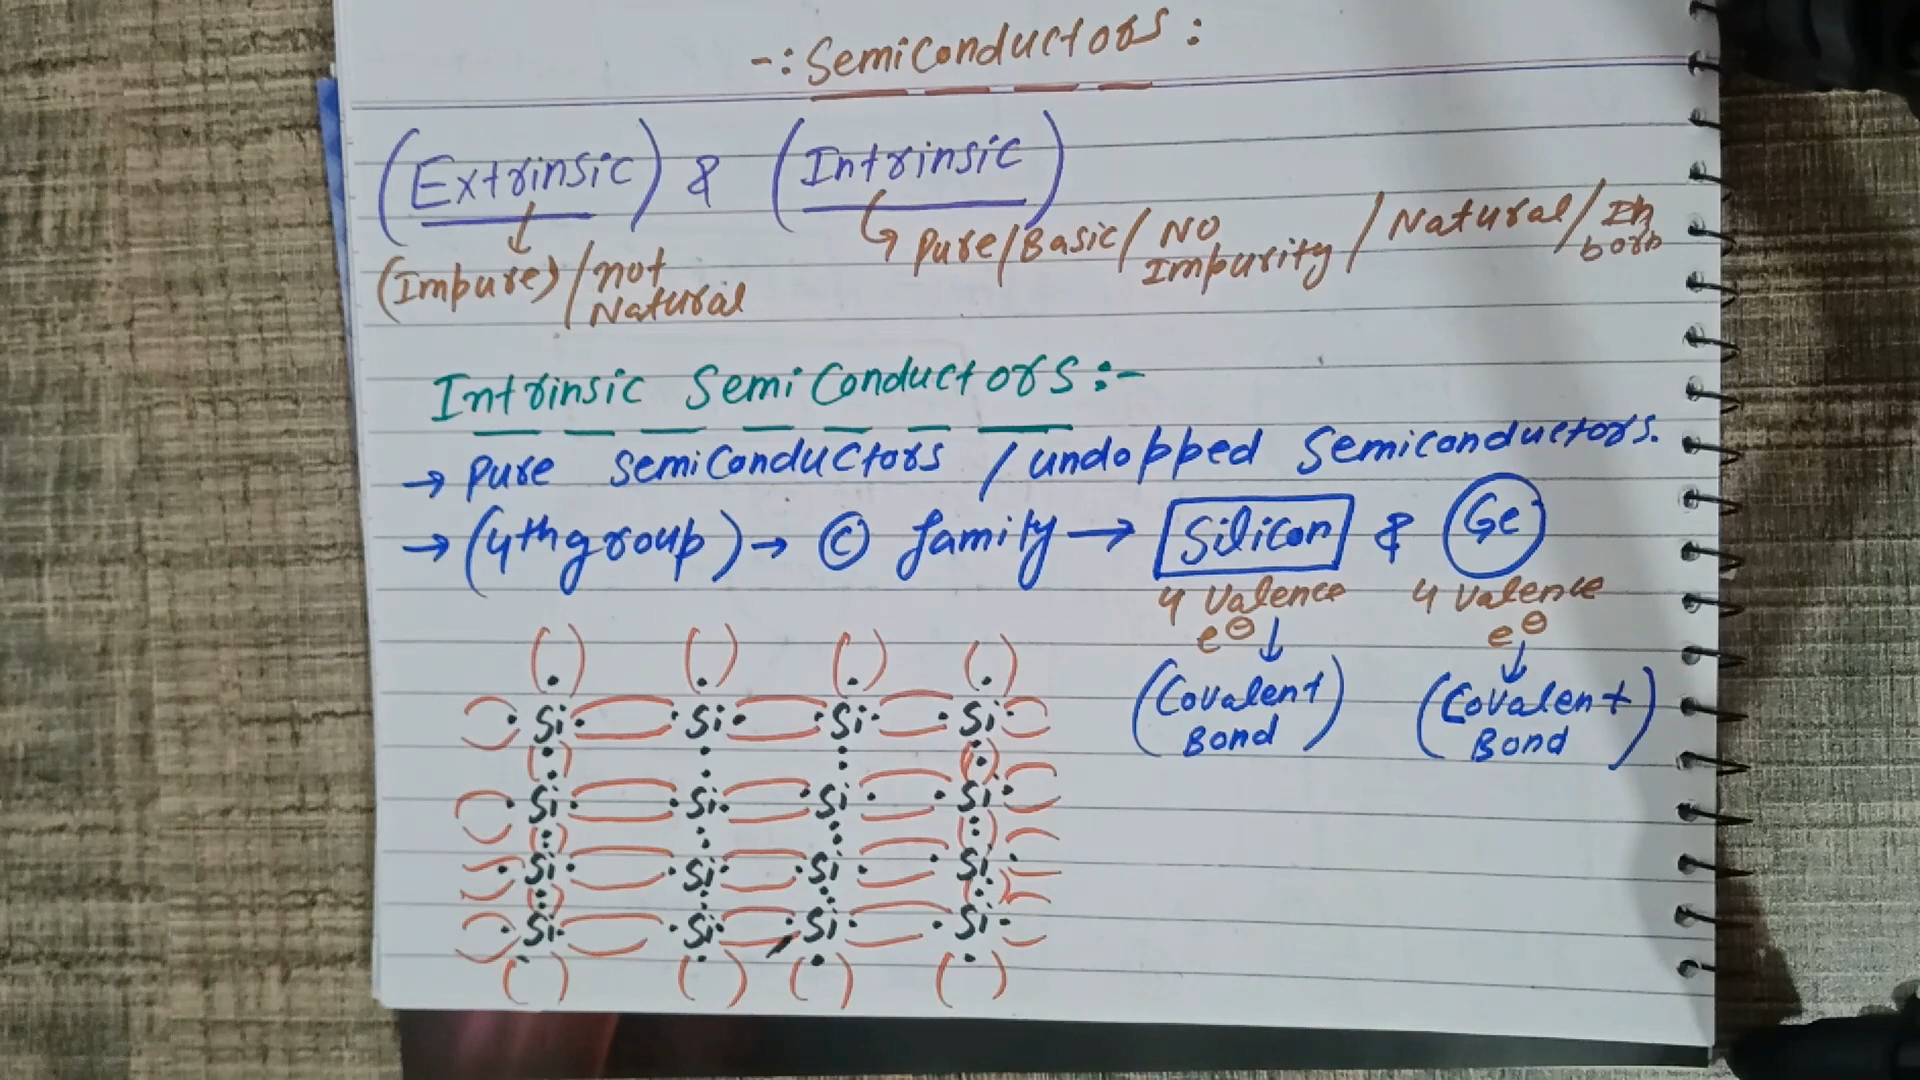 -: Semiconductors:
(Extrinsic) & (Intrinsic)
(Impure)/not Natural
Pure/Basic/NO Impurity/Natural/In born
Intrinsic Semiconductors:-
→ Pure semiconductors / undopped Semiconductors.
→ (4th group) → © family → Silicon & Ge
4 Valence e⊖ ↓ 4 valence e⊖ ↓
(Covalent Bond) (Covalent Bond)
Si Si Si Si
Si Si Si Si
Si Si Si Si
Si Si Si Si